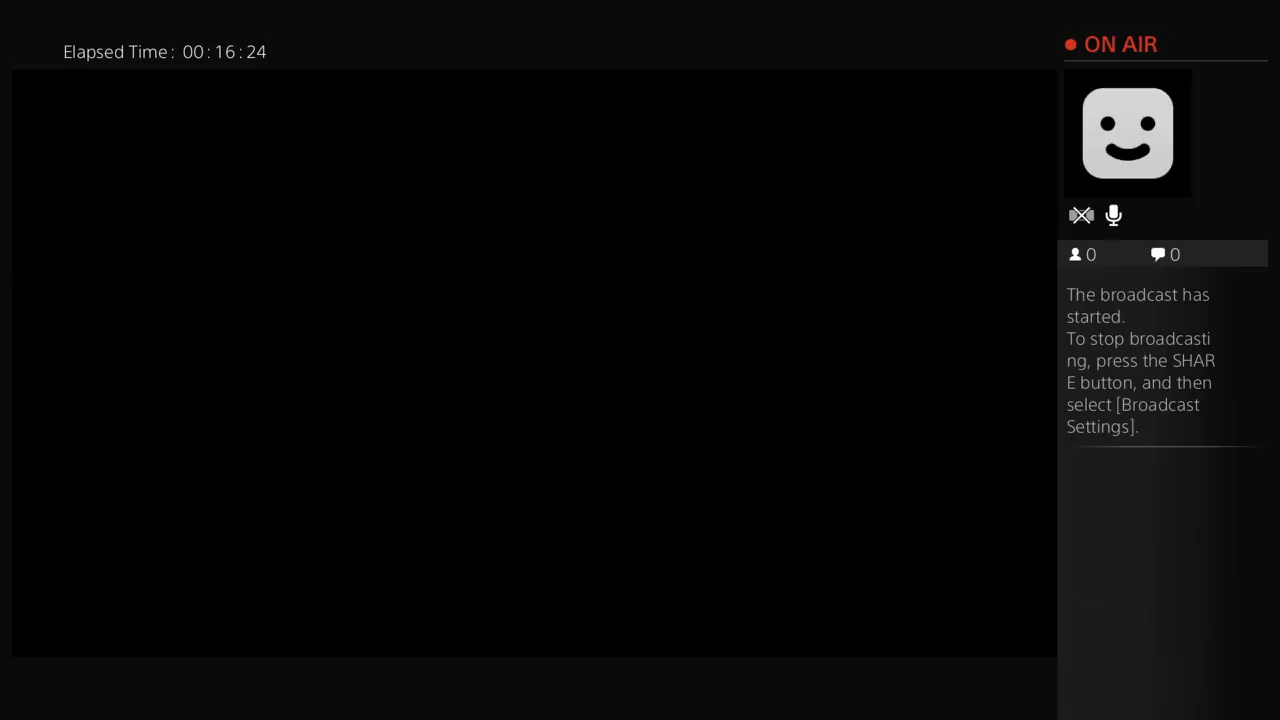 Elapsed Time: 00:16:24
ON AIR
0
0
The broadcast has
started.
To stop broadcasti
ng, press the SHAR
E button, and then
select [Broadcast
Settings].